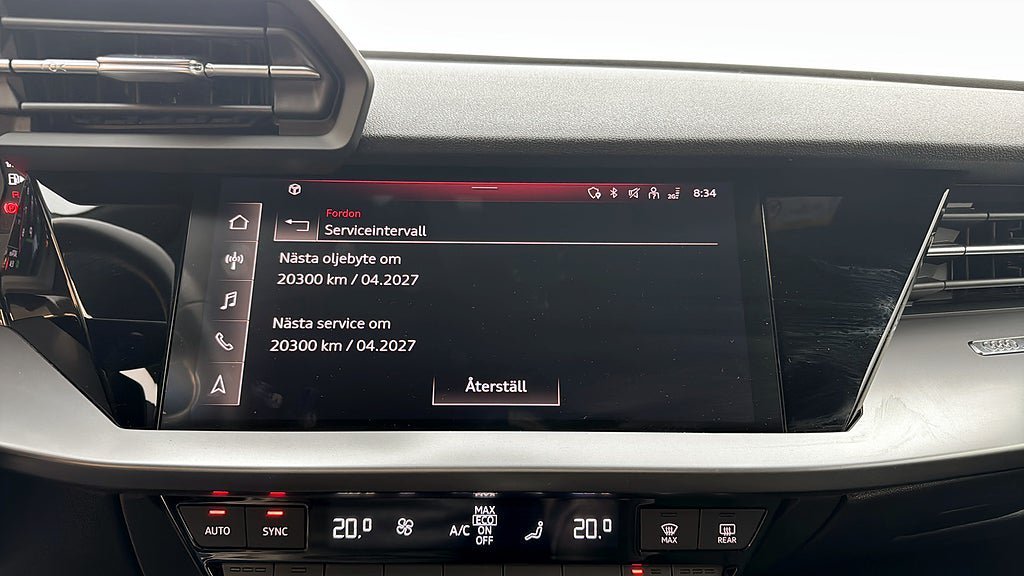 8:34
Fordon
Serviceintervall
Nästa oljebyte om
20300 km / 04.2027
Nästa service om
20300 km / 04.2027
Återställ
AUTO
SYNC
20.0
A/C
MAX
ECO
ON
OFF
20.0
MAX
REAR